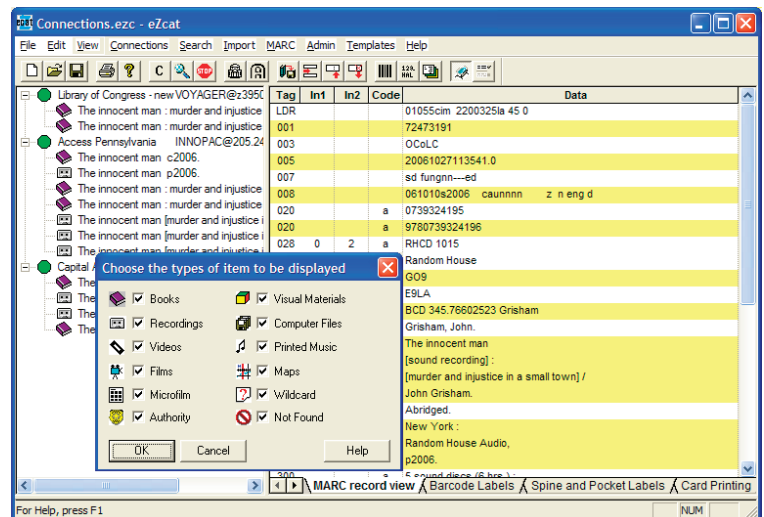 Connections.ezc - eZcat
File Edit View Connections Search Import MARC Admin Templates Help
C STOP
Library of Congress - new VOYAGER@z395(
The innocent man : murder and injustice
Access Pennsylvania INNOPAC@205.24
The innocent man c2006.
The innocent man p2006.
The innocent man : murder and injustice
The innocent man : murder and injustice
The innocent man [murder and injustice i
The innocent man [murder and injustice i
The innocent man [murder and injustice i
Capital A
The
The
The
The
Tag In1 In2 Code Data
LDR 01055cim 2200325la 45 0
001 72473191
003 OCoLC
005 20061027113541.0
007 sd fungnn---ed
008 061010s2006 caunnnn z n eng d
020 a 0739324195
020 a 9780739324196
028 0 2 a RHCD 1015
Random House
GO9
E9LA
BCD 345.76602523 Grisham
Grisham, John.
The innocent man
[sound recording] :
[murder and injustice in a small town] /
John Grisham.
Abridged.
New York :
Random House Audio,
p2006.
300 a 5 sound discs (6 hrs.) :
Choose the types of item to be displayed
Books Visual Materials
Recordings Computer Files
Videos Printed Music
Films Maps
Microfilm Wildcard
Authority Not Found
OK Cancel Help
MARC record view Barcode Labels Spine and Pocket Labels Card Printing
For Help, press F1 NUM